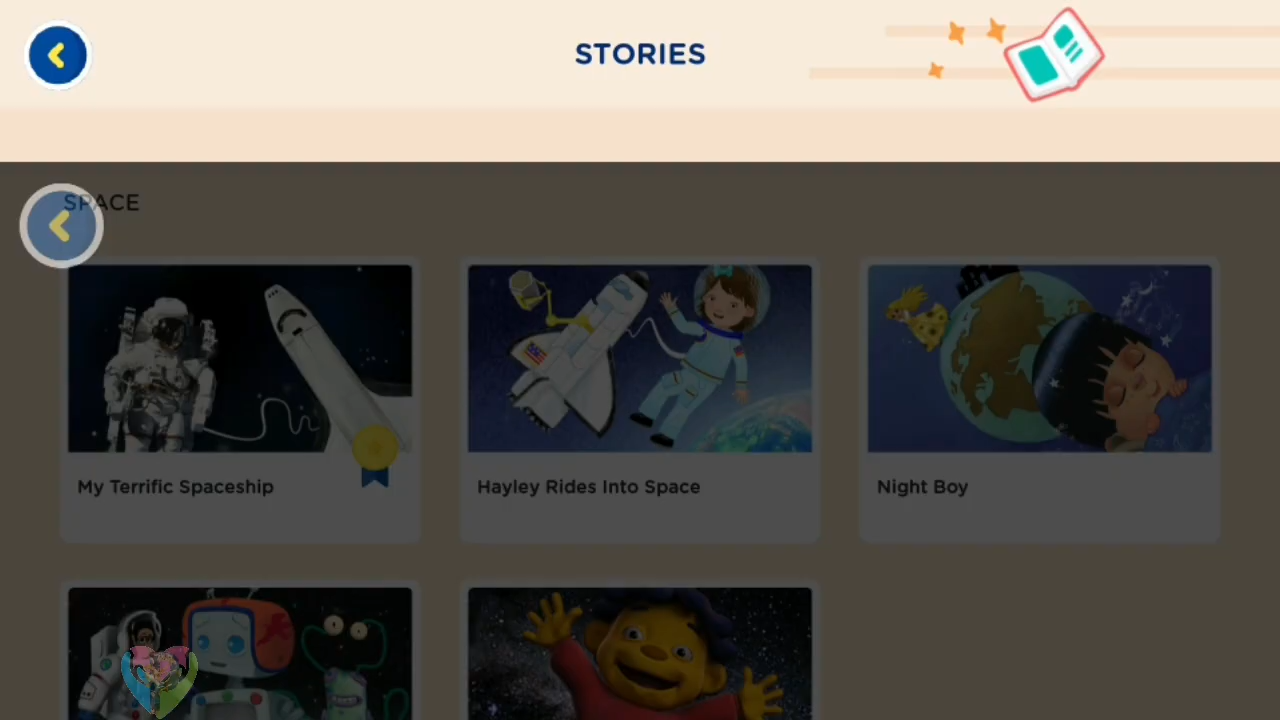 STORIES
SPACE
My Terrific Spaceship
Hayley Rides Into Space
Night Boy